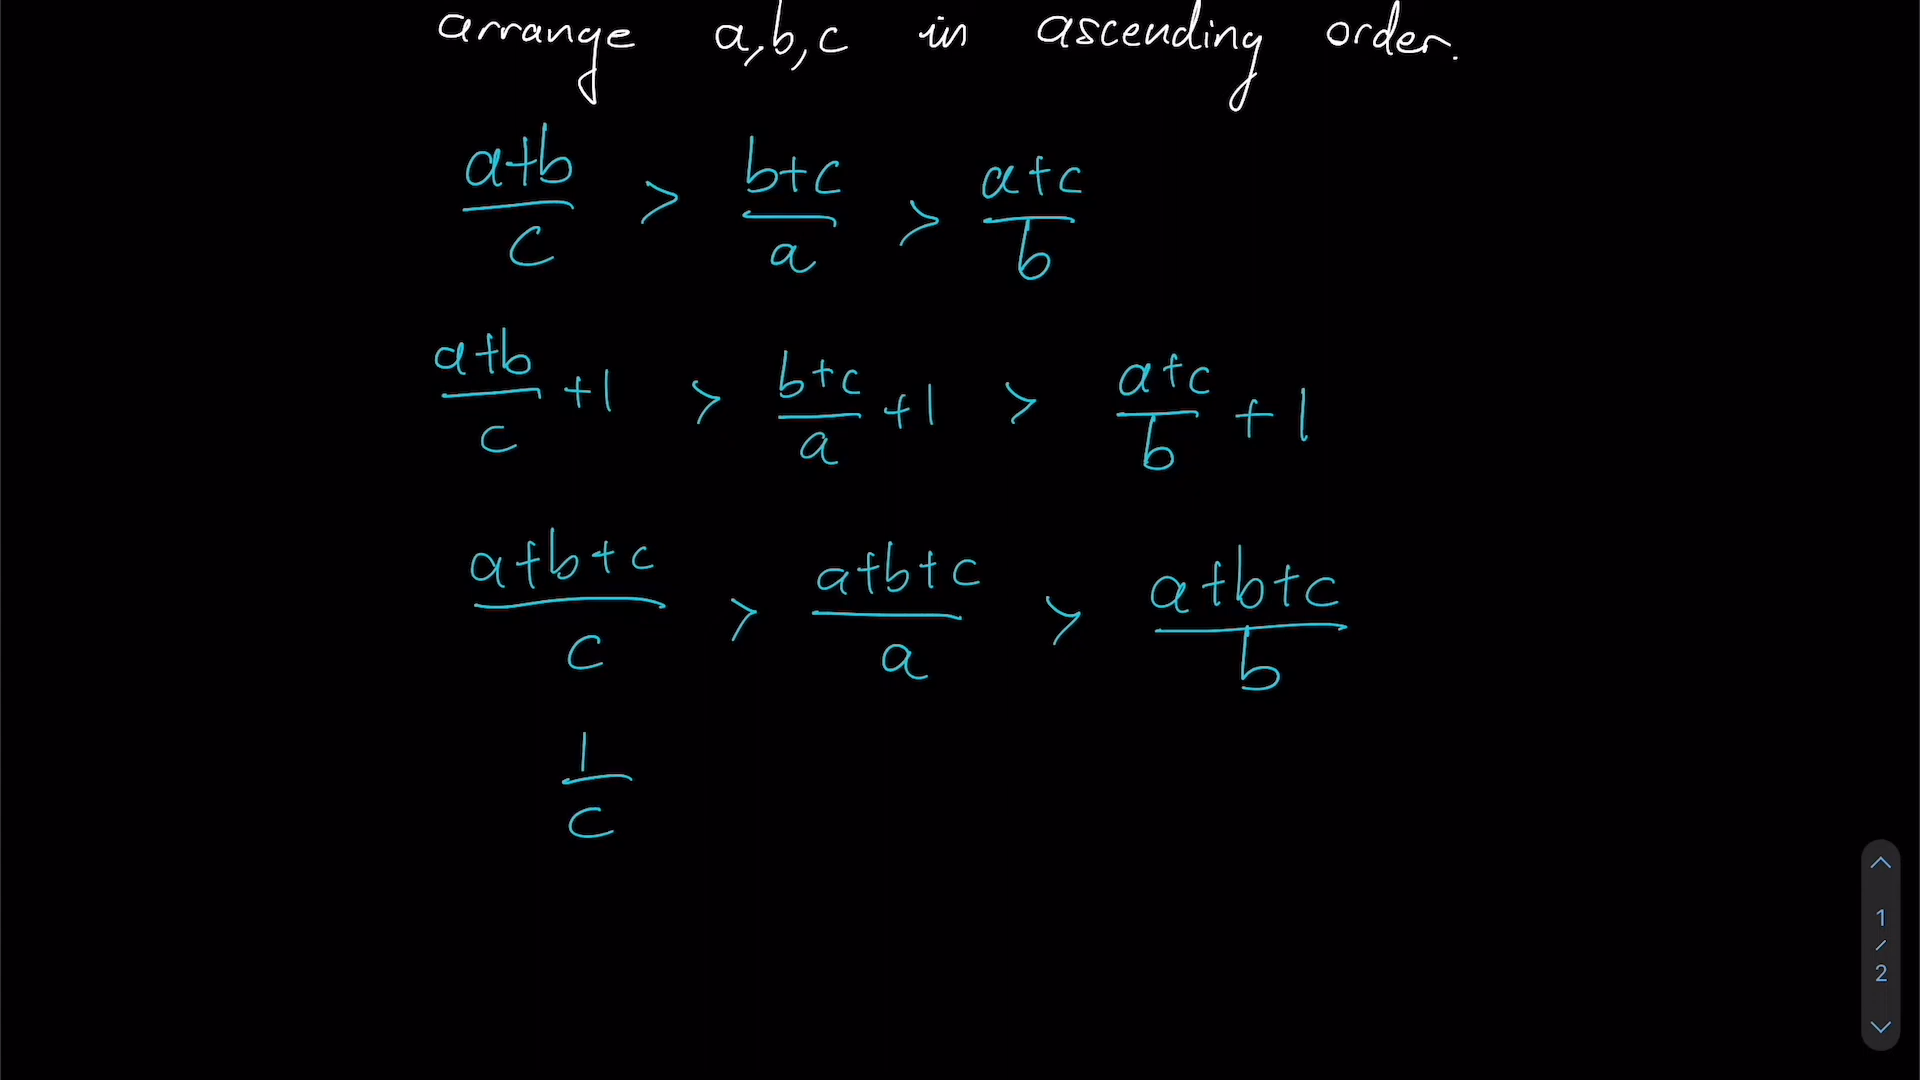 arrange a,b,c in ascending order.
a+b/c > b+c/a > a+c/b
a+b/c +1 > b+c/a +1 > a+c/b +1
a+b+c/c > a+b+c/a > a+b+c/b
1/c
1
/
2